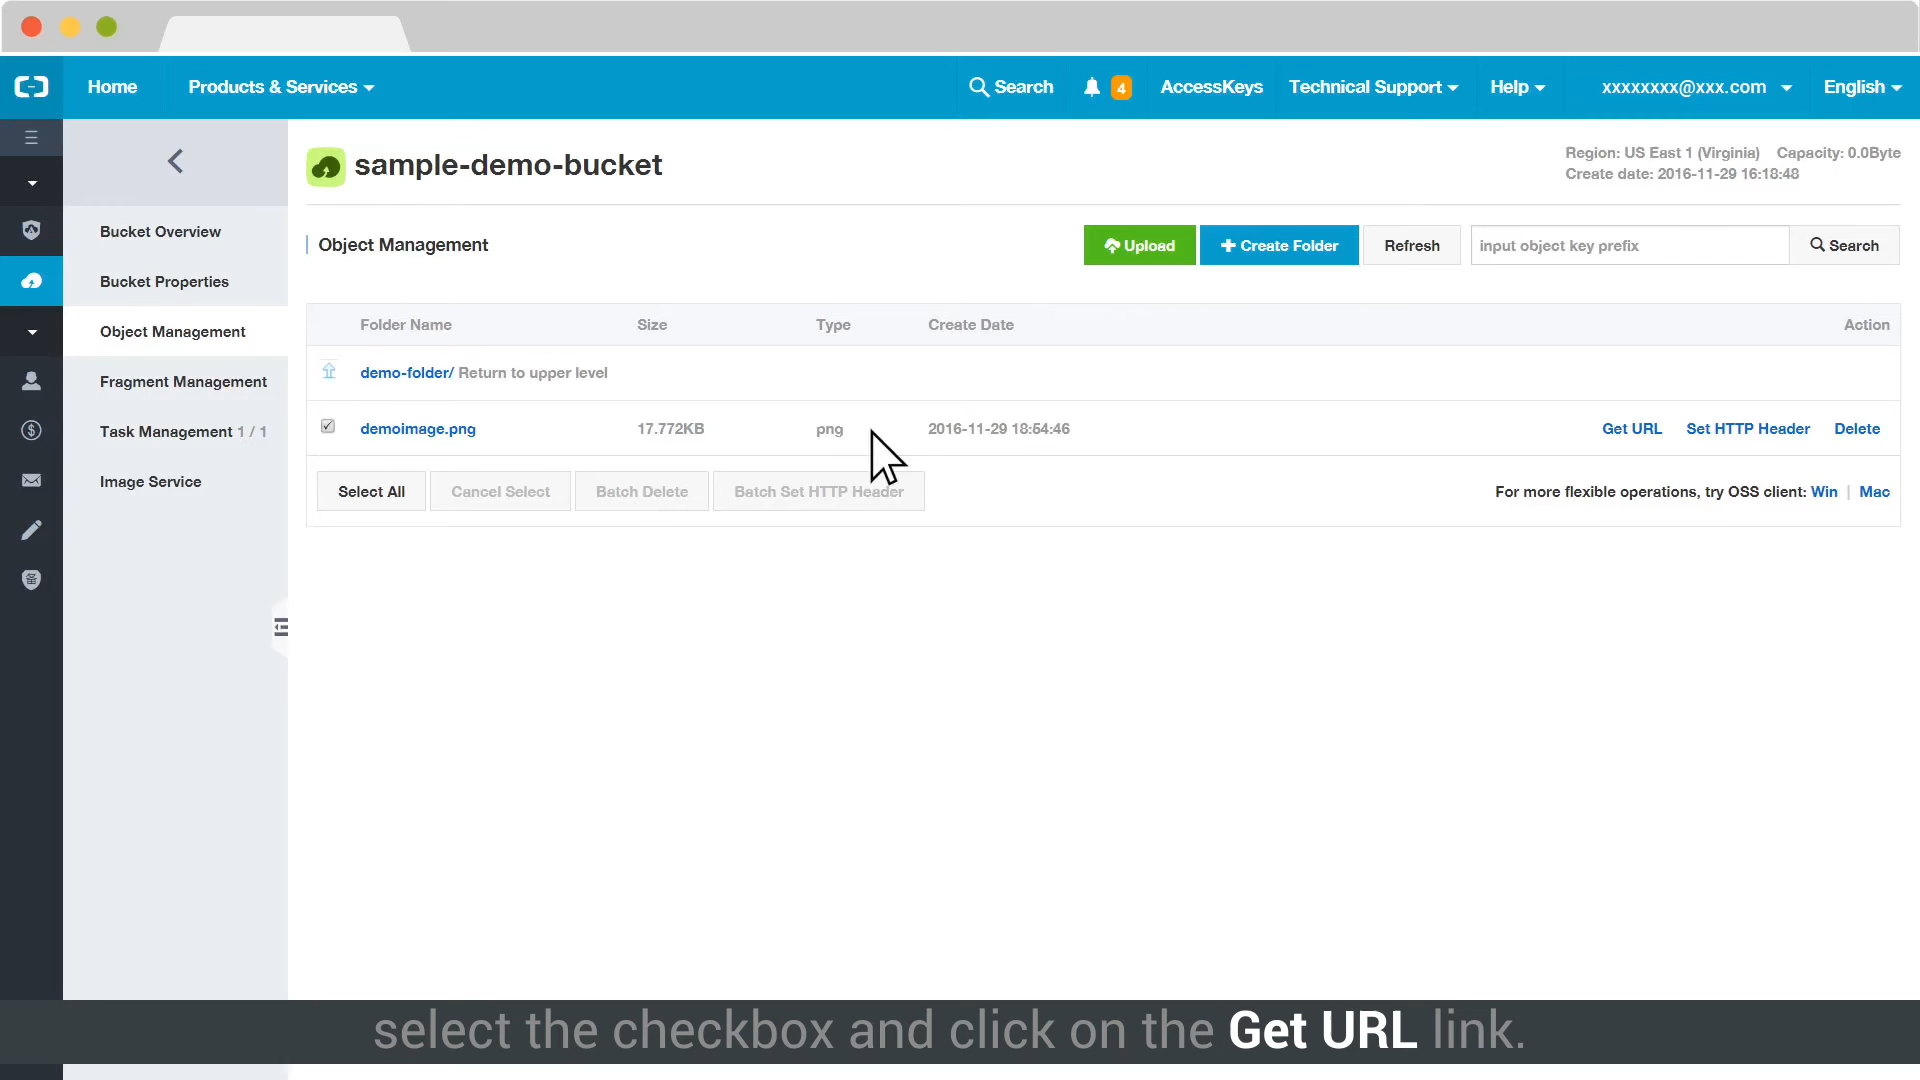 Home Products & Services Search 4 AccessKeys Technical Support Help xxxxxxxx@xxx.com English
sample-demo-bucket
Region: US East 1 (Virginia) Capacity: 0.0Byte
Create date: 2016-11-29 16:18:48
Bucket Overview
Bucket Properties
Object Management
Fragment Management
Task Management 1 / 1
Image Service
备
Object Management
Upload Create Folder Refresh input object key prefix Search
Folder Name Size Type Create Date Action
demo-folder/ Return to upper level
demoimage.png 17.772KB png 2016-11-29 18:54:46 Get URL Set HTTP Header Delete
Select All Cancel Select Batch Delete Batch Set HTTP Header For more flexible operations, try OSS client: Win | Mac
select the checkbox and click on the Get URL link.